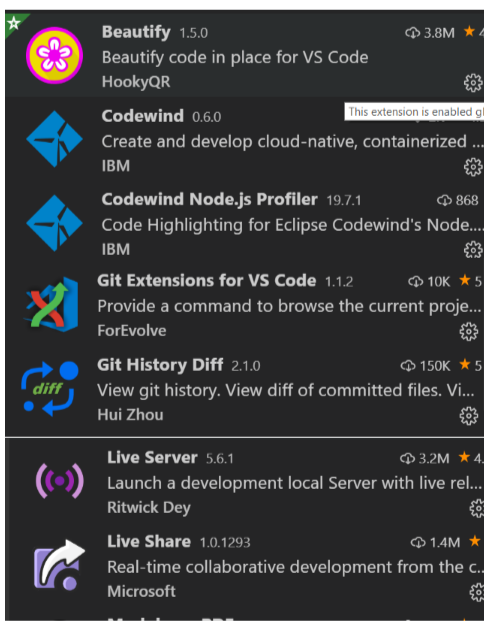 Beautify 1.5.0 3.8M ★ 4
Beautify code in place for VS Code
HookyQR
This extension is enabled gl
Codewind 0.6.0
Create and develop cloud-native, containerized ...
IBM
Codewind Node.js Profiler 19.7.1 868
Code Highlighting for Eclipse Codewind's Node....
IBM
Git Extensions for VS Code 1.1.2 10K ★ 5
Provide a command to browse the current proje...
ForEvolve
Git History Diff 2.1.0 150K ★ 5
diff
View git history. View diff of committed files. Vi...
Hui Zhou
Live Server 5.6.1 3.2M ★ 4.
Launch a development local Server with live rel...
Ritwick Dey
Live Share 1.0.1293 1.4M ★
Real-time collaborative development from the c..
Microsoft